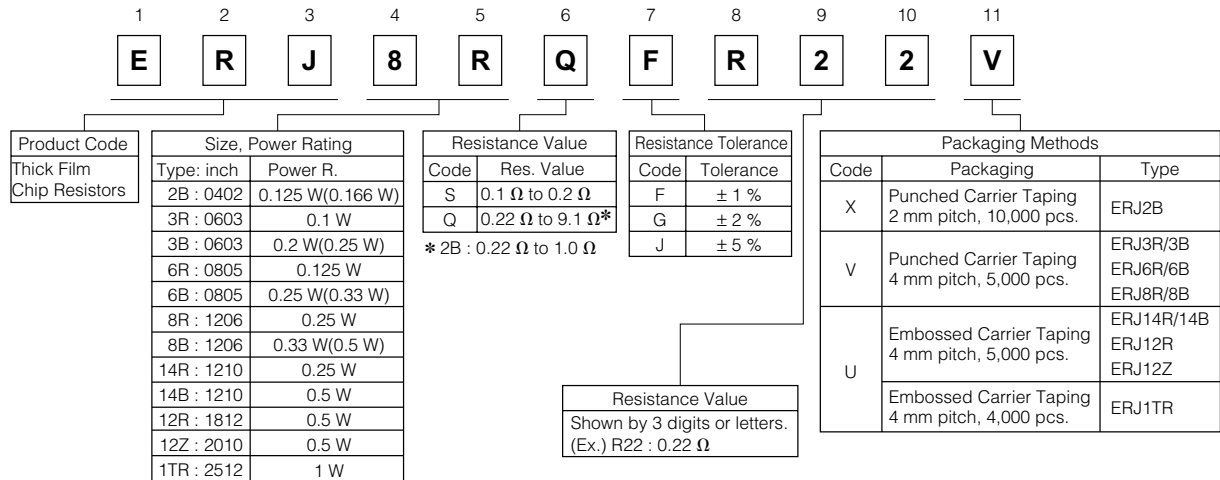 1 2 3 4 5 6 7 8 9 10 11
E R J 8 R Q F R 2 2 V
Product Code
Thick Film
Chip Resistors
Size, Power Rating
Type: inch Power R.
2B : 0402 0.125 W(0.166 W)
3R : 0603 0.1 W
3B : 0603 0.2 W(0.25 W)
6R : 0805 0.125 W
6B : 0805 0.25 W(0.33 W)
8R : 1206 0.25 W
8B : 1206 0.33 W(0.5 W)
14R : 1210 0.25 W
14B : 1210 0.5 W
12R : 1812 0.5 W
12Z : 2010 0.5 W
1TR : 2512 1 W
Resistance Value
Code Res. Value
S 0.1 Ω to 0.2 Ω
Q 0.22 Ω to 9.1 Ω*
* 2B : 0.22 Ω to 1.0 Ω
Resistance Tolerance
Code Tolerance
F ± 1 %
G ± 2 %
J ± 5 %
Resistance Value
Shown by 3 digits or letters.
(Ex.) R22 : 0.22 Ω
Packaging Methods
Code Packaging Type
X Punched Carrier Taping
2 mm pitch, 10,000 pcs. ERJ2B
V Punched Carrier Taping
4 mm pitch, 5,000 pcs.
ERJ3R/3B
ERJ6R/6B
ERJ8R/8B
U Embossed Carrier Taping
4 mm pitch, 5,000 pcs.
ERJ14R/14B
ERJ12R
ERJ12Z
Embossed Carrier Taping
4 mm pitch, 4,000 pcs. ERJ1TR